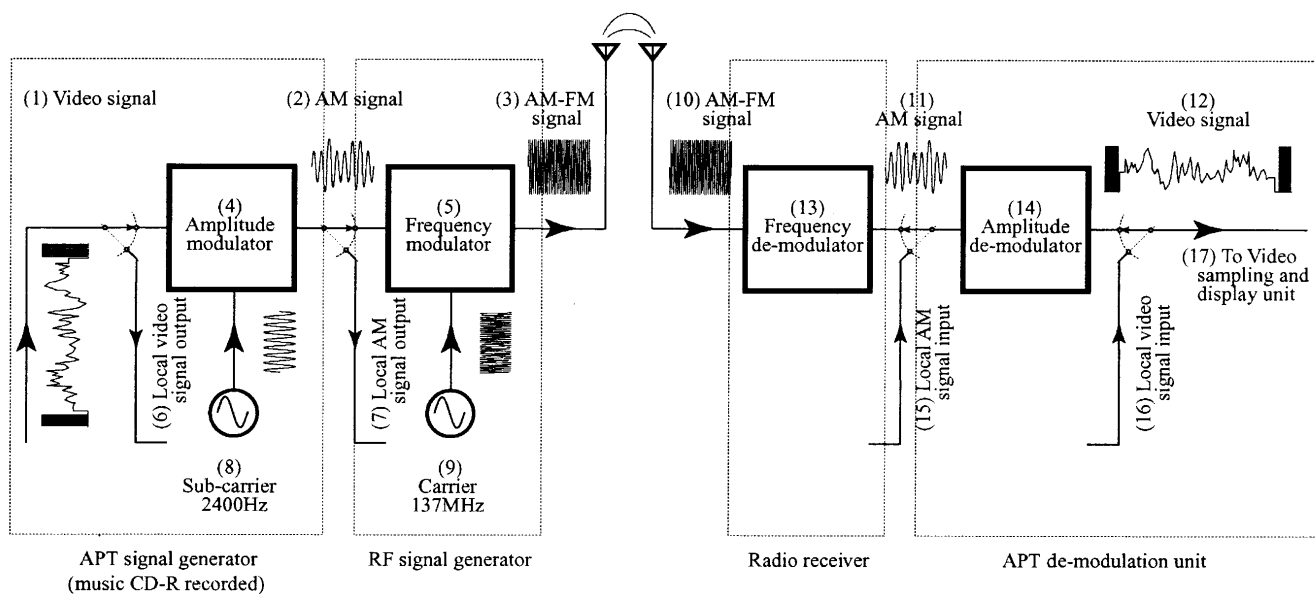 (1) Video signal
(2) AM signal
(3) AM-FM
signal
(10) AM-FM
signal
(11)
AM signal
(12)
Video signal
(4)
Amplitude
modulator
(5)
Frequency
modulator
(13)
Frequency
de-modulator
(14)
Amplitude
de-modulator
(17) To Video
sampling and
display unit
(6) Local video
signal output
(7) Local AM
signal output
(15) Local AM
signal input
(16) Local video
signal input
(8)
Sub-carrier
2400Hz
(9)
Carrier
137MHz
APT signal generator
(music CD-R recorded)
RF signal generator
Radio receiver
APT de-modulation unit